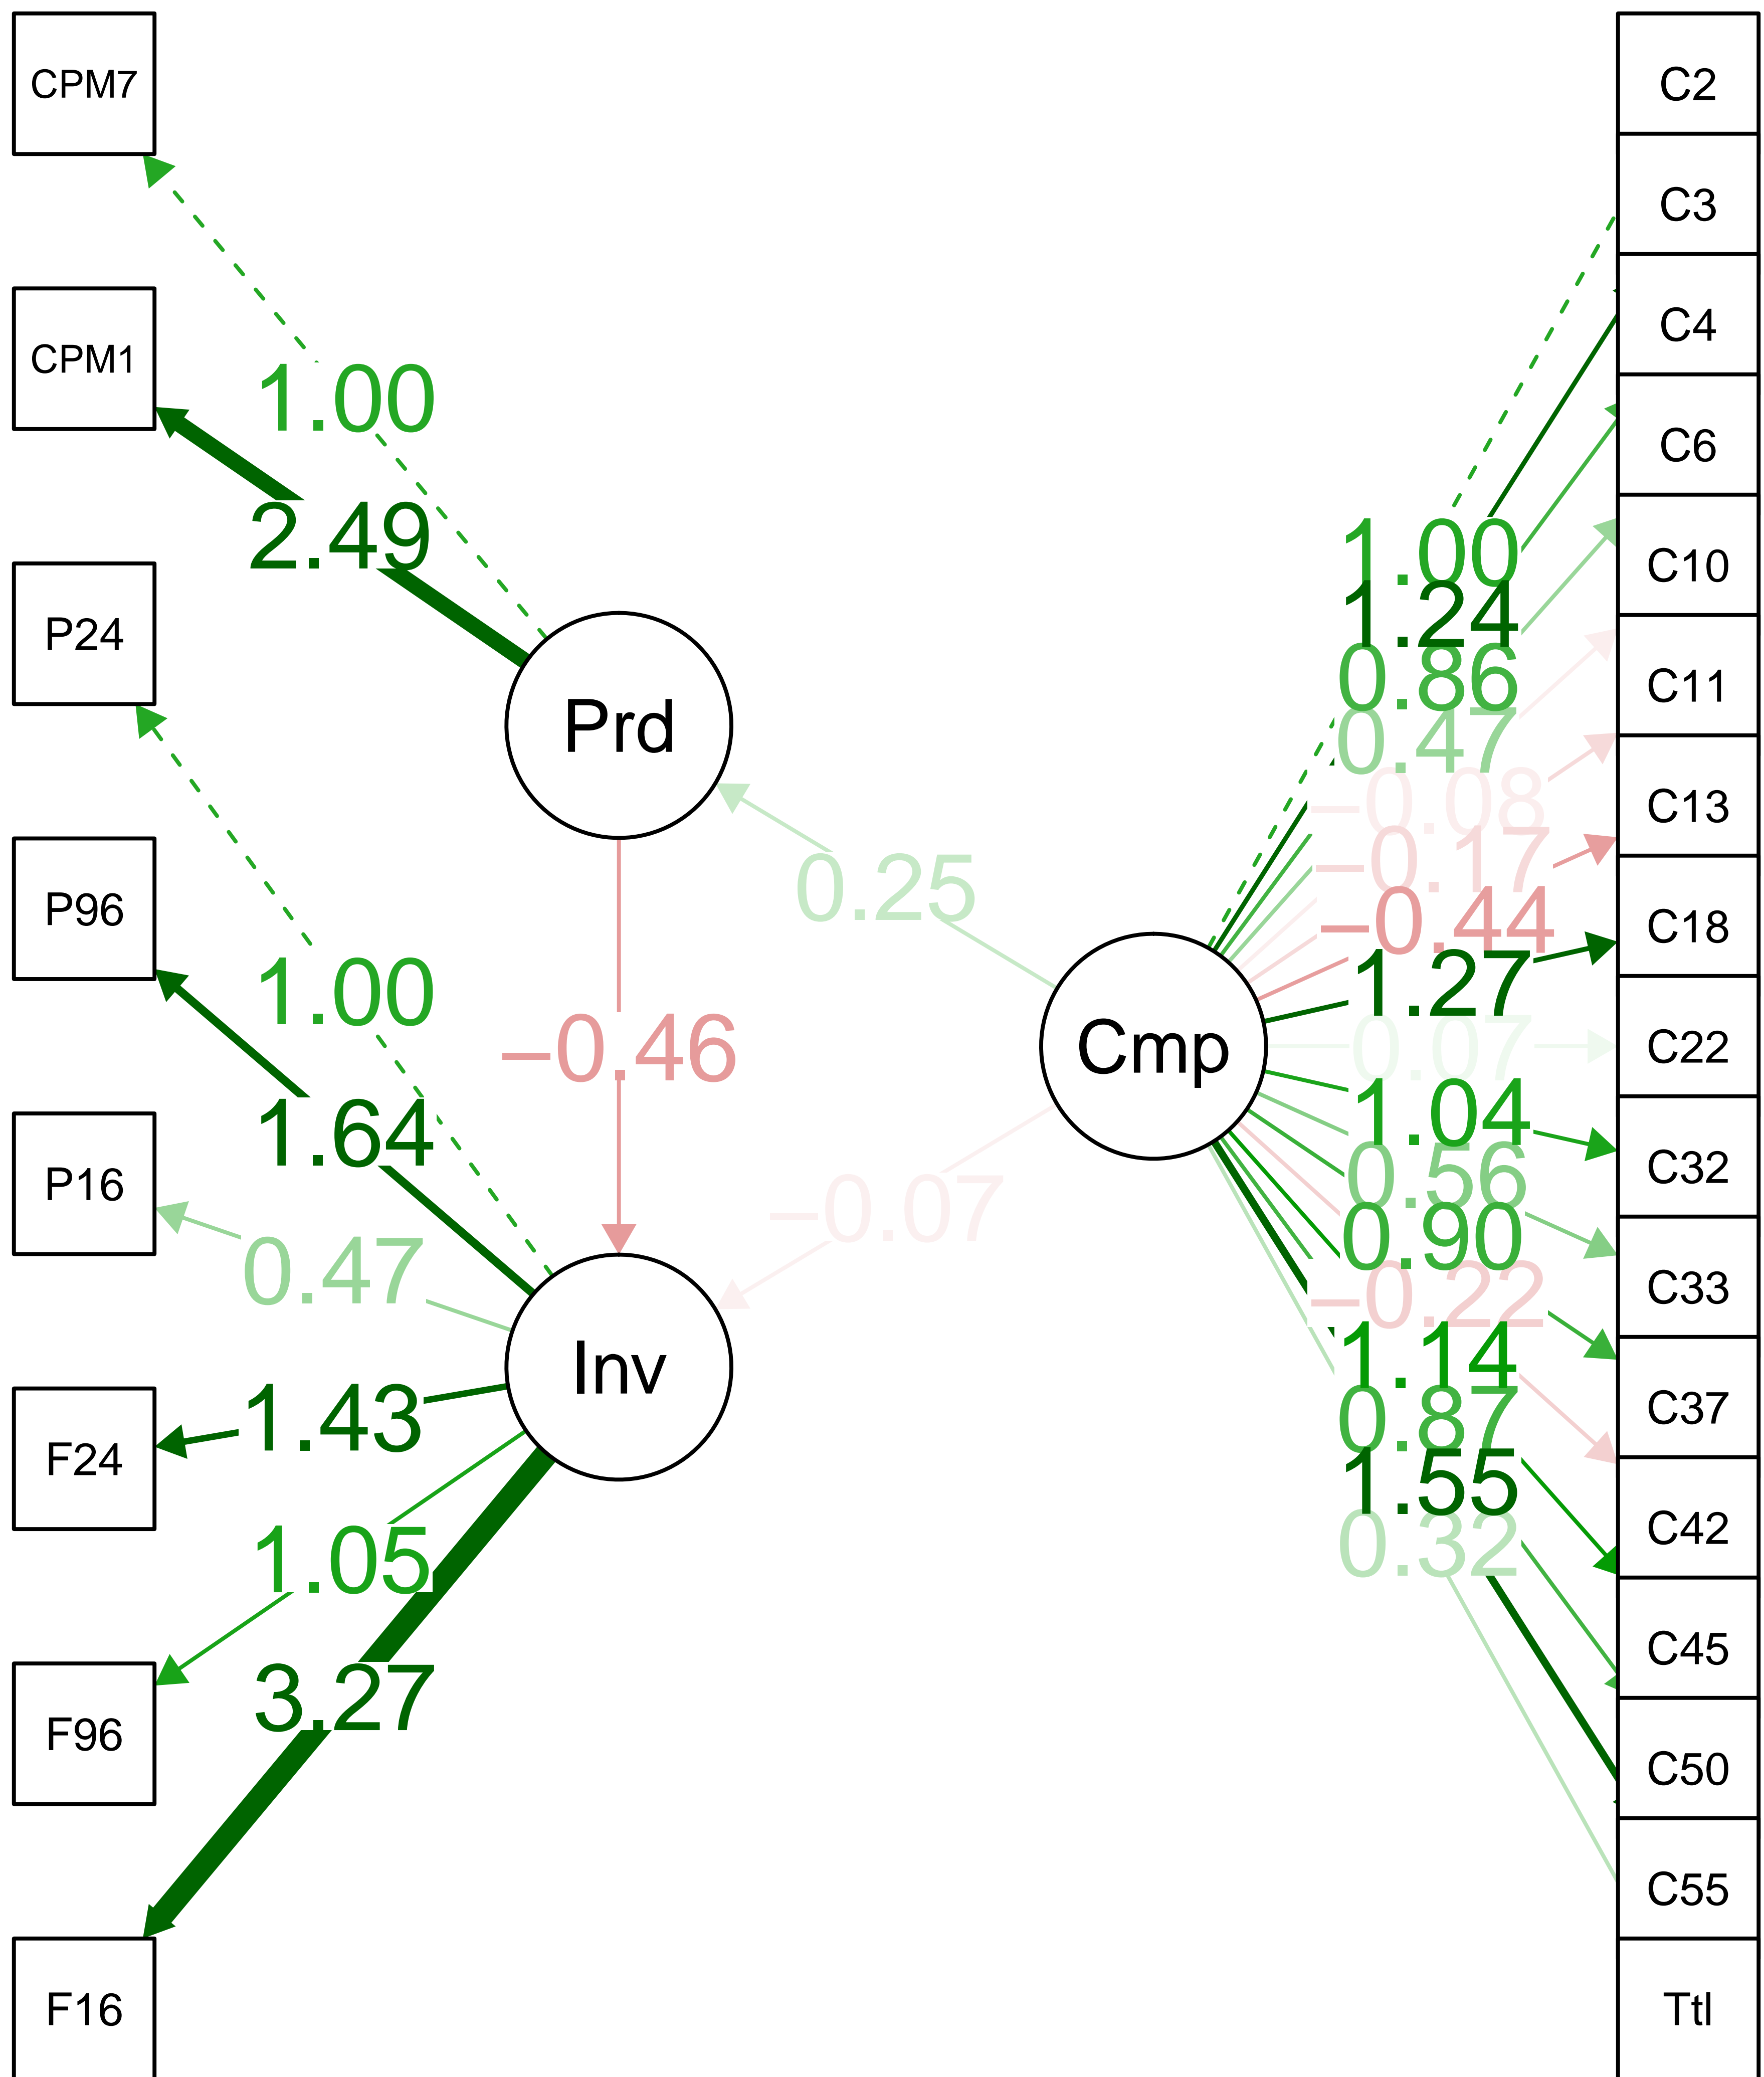 CPM7
CPM1
P24
P96
P16
F24
F96
F16
1.00
2.49
1.00
1.64
0.47
1.43
1.05
3.27
Prd
Inv
−0.46
0.25
−0.07
Cmp
1.00
1.24
0.86
0.47
−0.08
−0.17
−0.44
1.27
0.07
1.04
0.56
0.90
−0.22
1.14
0.87
1.55
0.32
C2
C3
C4
C6
C10
C11
C13
C18
C22
C32
C33
C37
C42
C45
C50
C55
Ttl